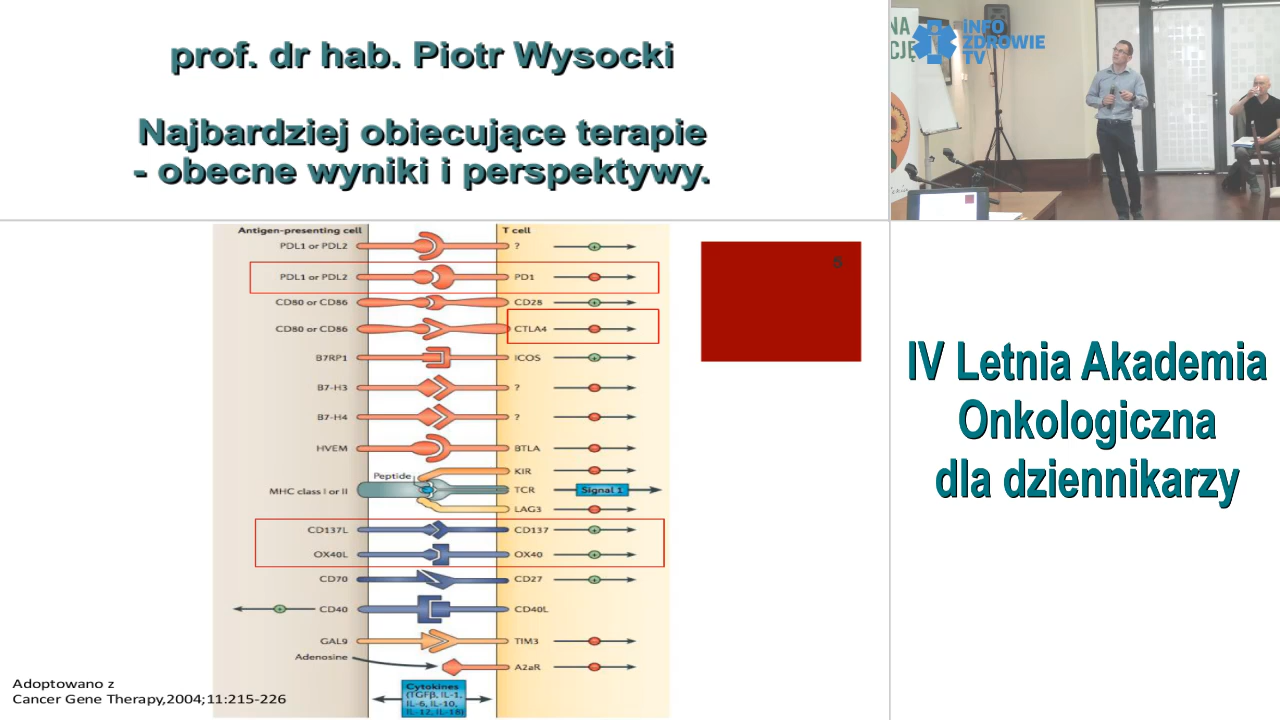 prof. dr hab. Piotr Wysocki
Najbardziej obiecujące terapie
- obecne wyniki i perspektywy.
NA
CJĘ
INFO
ZDROWIE
TV
IV Letnia Akademia
Onkologiczna
dla dziennikarzy
5
Antigen-presenting cell T cell
PDL1 or PDL2 ?
PDL1 or PDL2 PD1
CD80 or CD86 CD28
CD80 or CD86 CTLA4
B7RP1 ICOS
B7-H3 ?
B7-H4 ?
HVEM BTLA
KIR
Peptide
MHC class I or II TCR Signal 1
LAG3
CD137L CD137
OX40L OX40
CD70 CD27
CD40 CD40L
GAL9 TIM3
Adenosine A2aR
Cytokines
(TGFβ, IL-1,
IL-6, IL-10,
IL-12, IL-18)
Adoptowano z
Cancer Gene Therapy,2004;11:215-226